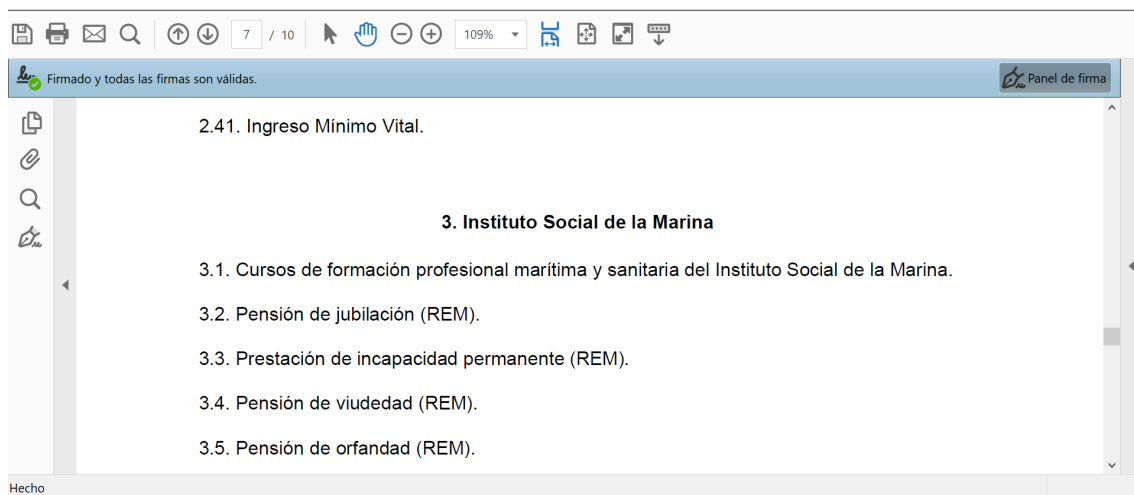 7 / 10
109%
Firmado y todas las firmas son válidas.
Panel de firma
2.41. Ingreso Mínimo Vital.
3. Instituto Social de la Marina
3.1. Cursos de formación profesional marítima y sanitaria del Instituto Social de la Marina.
3.2. Pensión de jubilación (REM).
3.3. Prestación de incapacidad permanente (REM).
3.4. Pensión de viudedad (REM).
3.5. Pensión de orfandad (REM).
Hecho